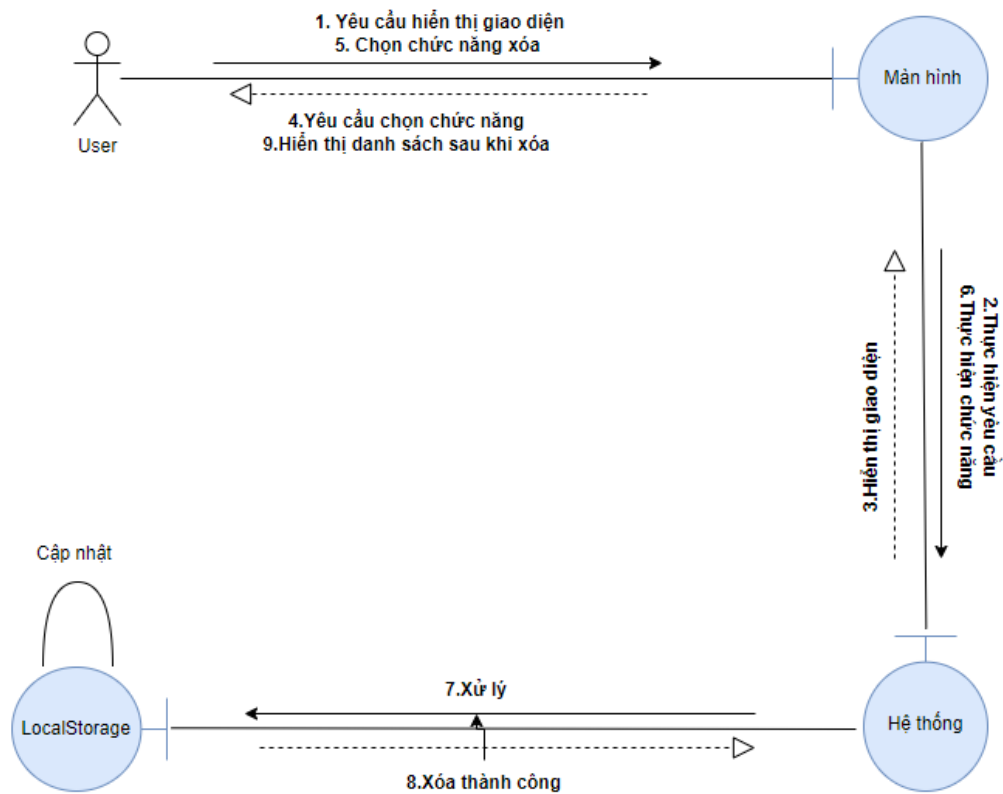 1. Yêu cầu hiển thị giao diện
5. Chọn chức năng xóa
Màn hình
User
4.Yêu cầu chọn chức năng
9.Hiển thị danh sách sau khi xóa
2.Thực hiện yêu cầu
6.Thực hiện chức năng
3.Hiển thị giao diện
Cập nhật
7.Xử lý
LocalStorage
Hệ thống
8.Xóa thành công